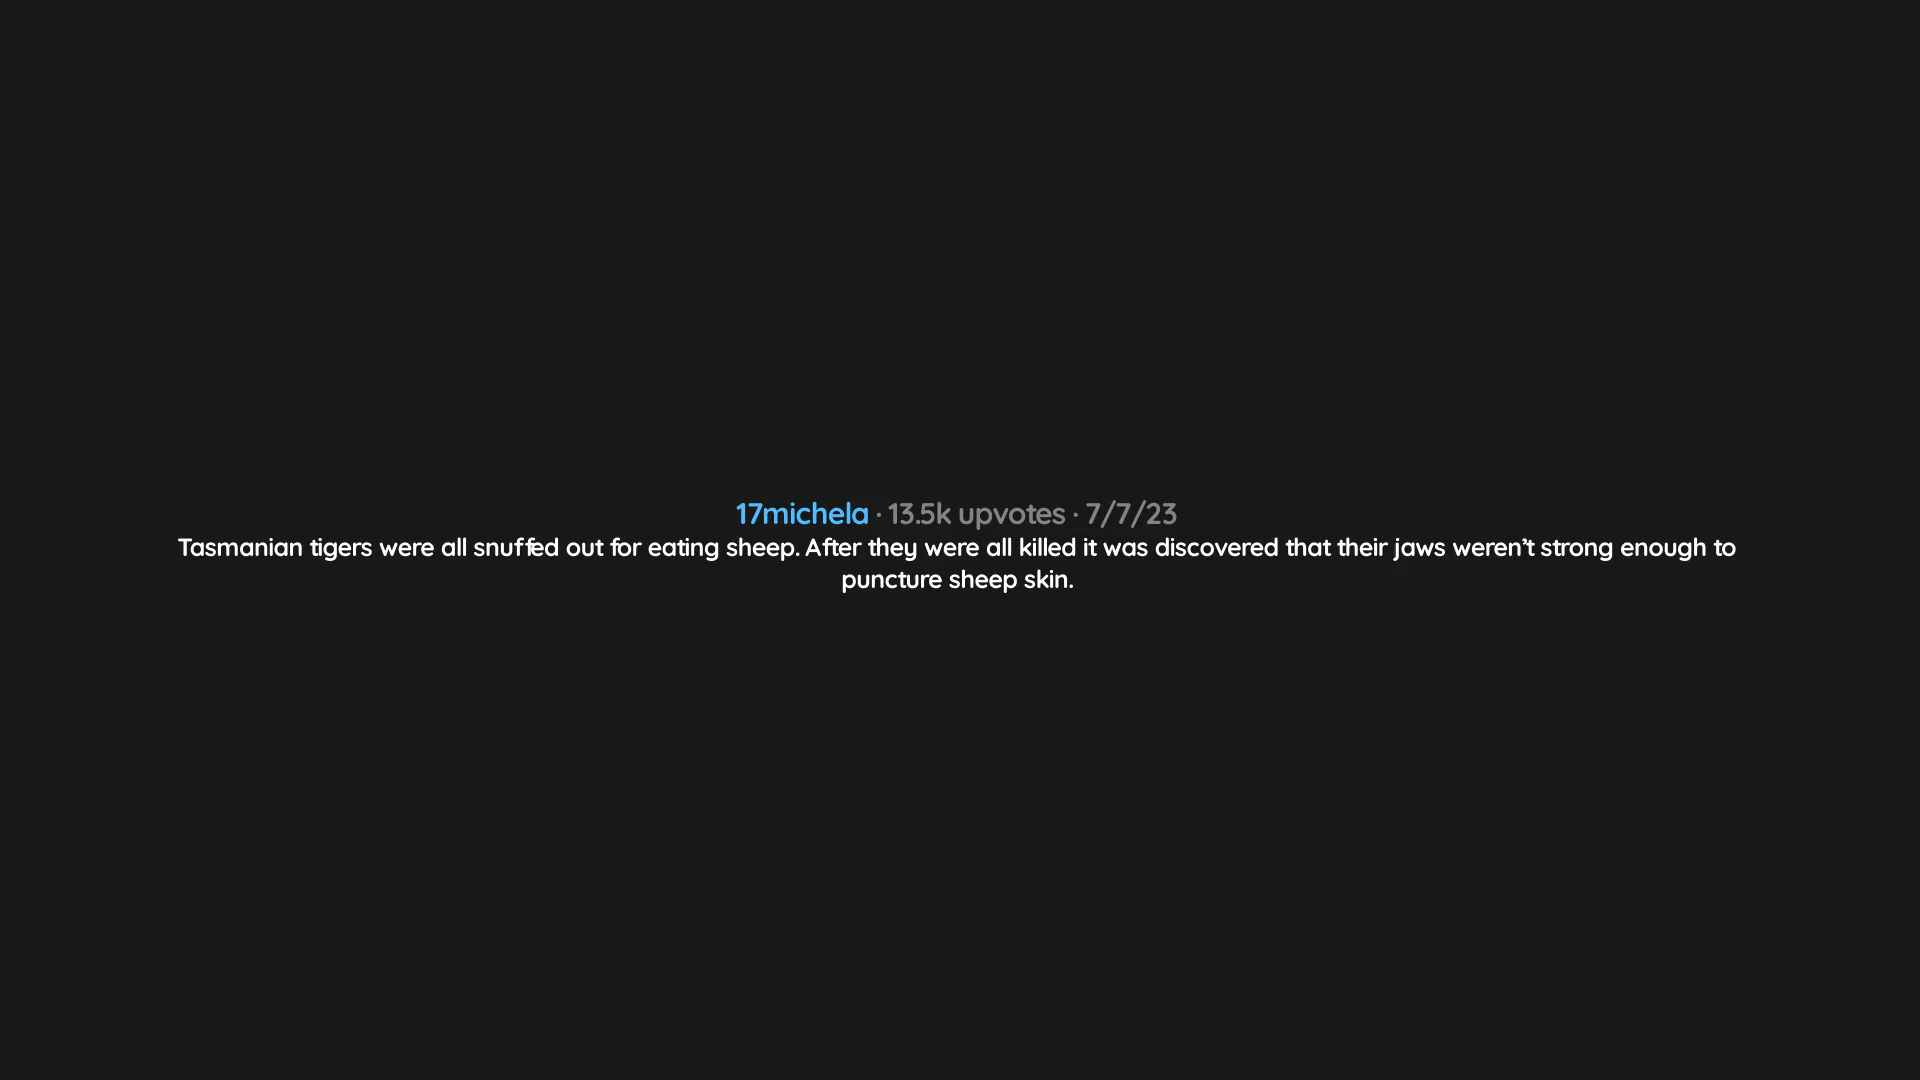 17michela · 13.5k upvotes · 7/7/23
Tasmanian tigers were all snuffed out for eating sheep. After they were all killed it was discovered that their jaws weren’t strong enough to
puncture sheep skin.